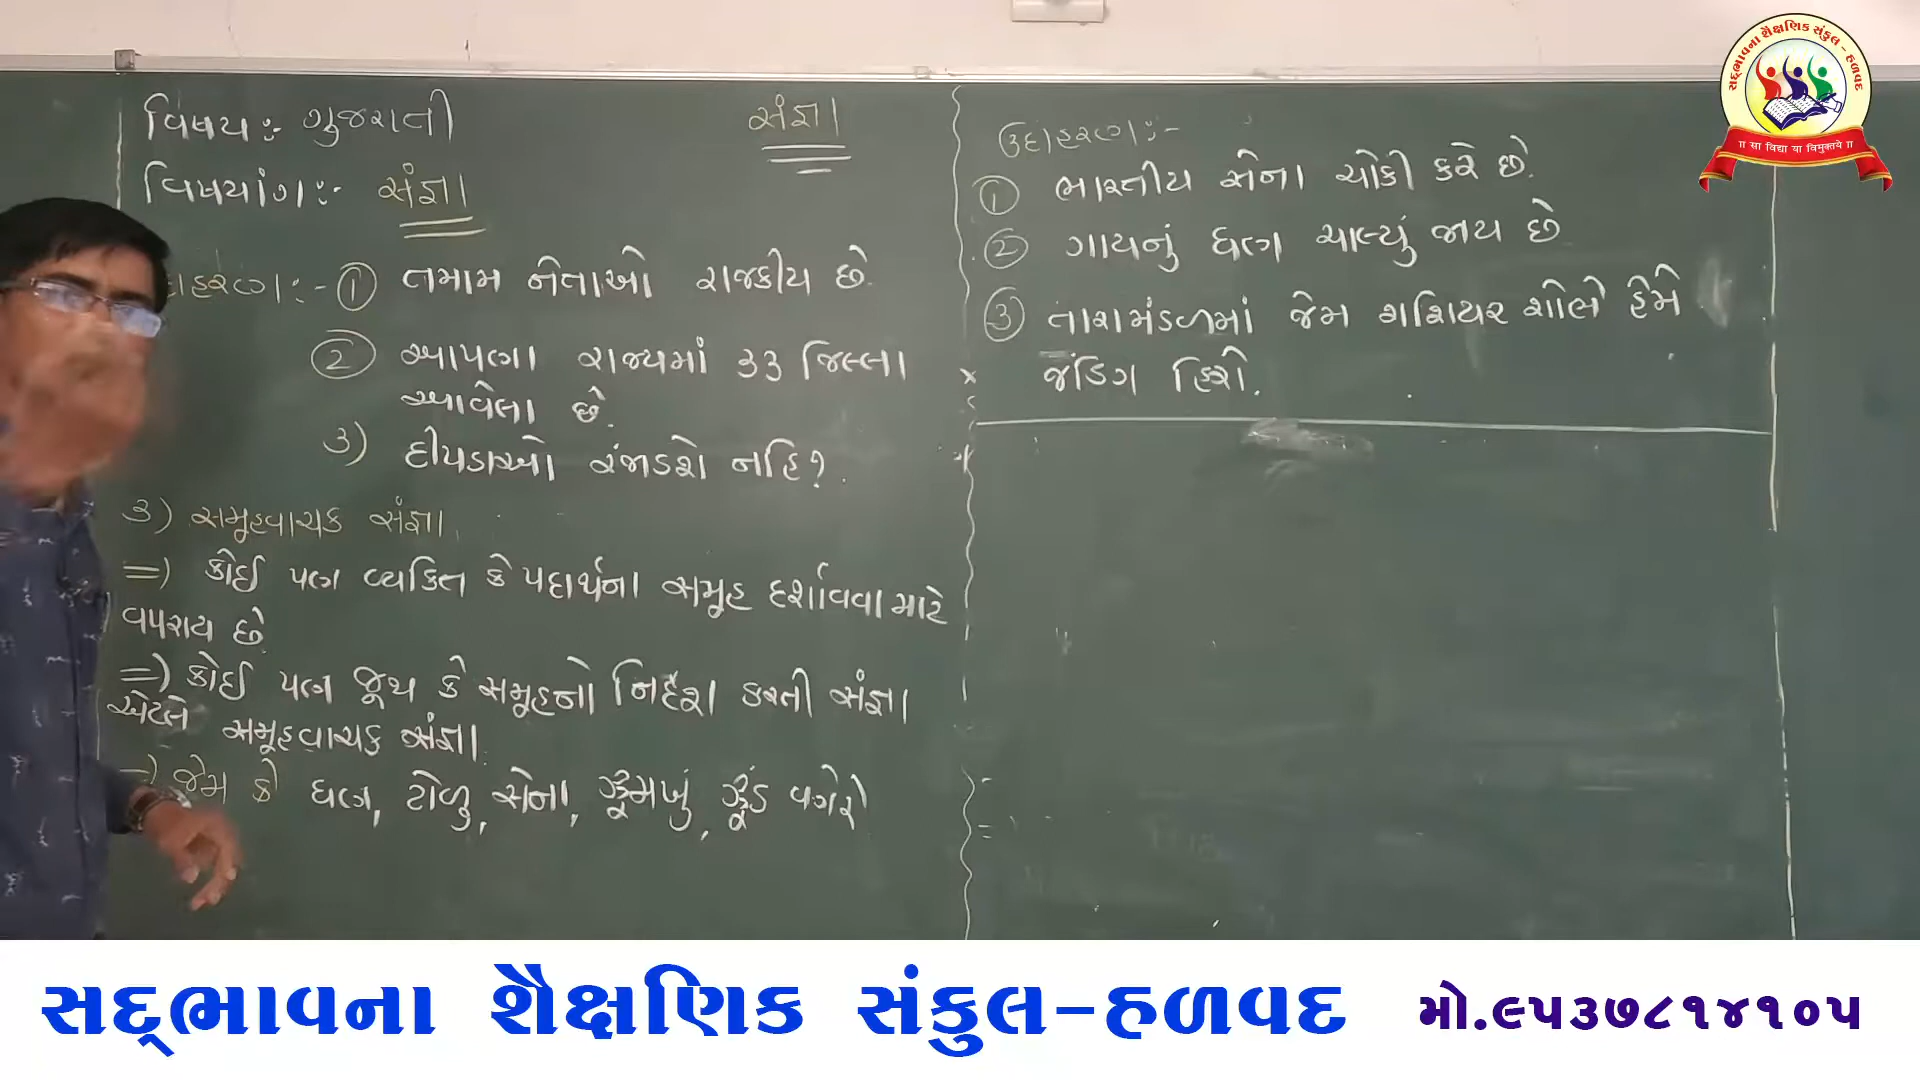 વિષય :- ગુજરાતી
વિષયાંગ :- સંજ્ઞા
સંજ્ઞા
હરણ :- ① તમામ નેતાઓ રાજકીય છે.
② આપણા રાજ્યમાં ૩૩ જિલ્લા
આવેલા છે.
૩) દીપડાઓ રંજાડશે નહિ?
૩) સમૂહવાચક સંજ્ઞા.
=) કોઈ પણ વ્યકિત કે પદાર્થના સમૂહ દર્શાવવા માટે
વપરાય છે
=) કોઈ પણ જૂથ કે સમૂહનો નિર્દેશ કરતી સંજ્ઞા
એટલે સમૂહવાચક સંજ્ઞા.
=) જેમ કે ધણ, ટોળુ, સેના, ઝૂમખું, ઝૂંડ વગેરે
ઉદાહરણ :-
① ભારતીય સેના ચોકી કરે છે.
② ગાયનું ધણ ચાલ્યું જાય છે
③ તારામંડળમાં જેમ શશિયર શોભે હેમે
જડિંગ હિરો.
સદ્ભાવના શૈક્ષણિક સંકુલ - હળવદ
॥ सा विद्या या विमुक्तये ॥
સદ્ભાવના શૈક્ષણિક સંકુલ-હળવદ મો.૯૫૩૭૮૧૪૧૦૫